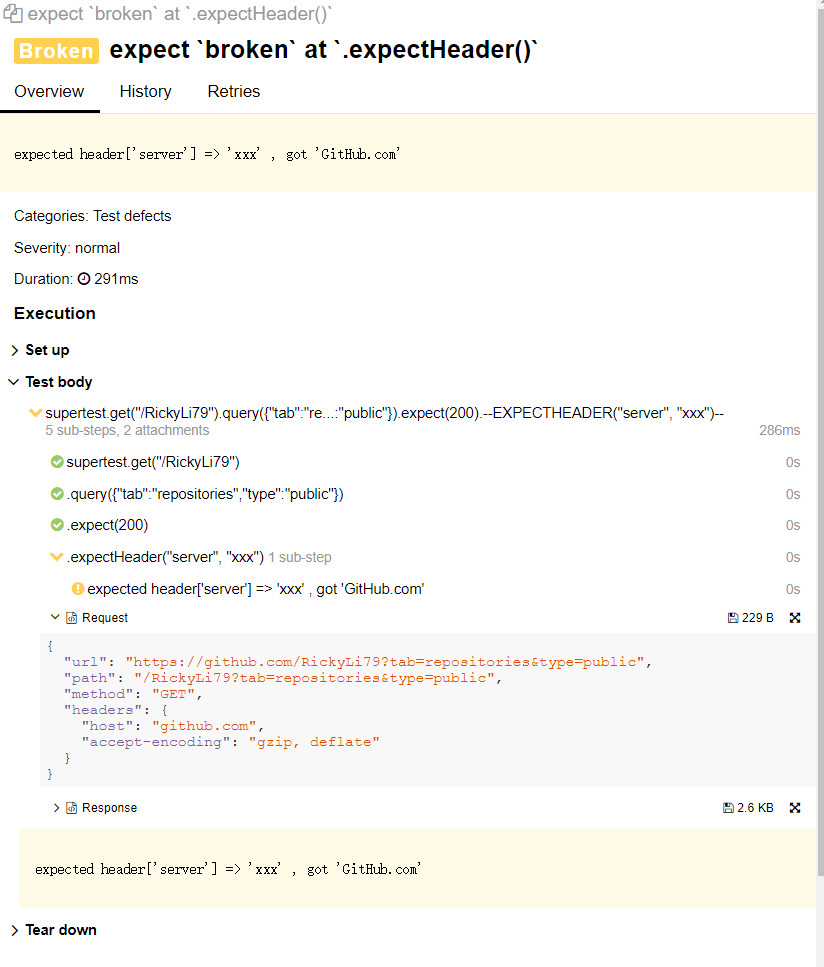 expect `broken` at `.expectHeader()`
Broken expect `broken` at `.expectHeader()`
Overview History Retries
expected header['server'] => 'xxx' , got 'GitHub.com'
Categories: Test defects
Severity: normal
Duration: 291ms
Execution
Set up
Test body
supertest.get("/RickyLi79").query({"tab":"re...:"public"}).expect(200).--EXPECTHEADER("server", "xxx")--
5 sub-steps, 2 attachments 286ms
supertest.get("/RickyLi79") 0s
.query({"tab":"repositories","type":"public"}) 0s
.expect(200) 0s
.expectHeader("server", "xxx") 1 sub-step 0s
expected header['server'] => 'xxx' , got 'GitHub.com' 0s
Request 229 B
{
"url": "https://github.com/RickyLi79?tab=repositories&type=public",
"path": "/RickyLi79?tab=repositories&type=public",
"method": "GET",
"headers": {
"host": "github.com",
"accept-encoding": "gzip, deflate"
}
}
Response 2.6 KB
expected header['server'] => 'xxx' , got 'GitHub.com'
Tear down